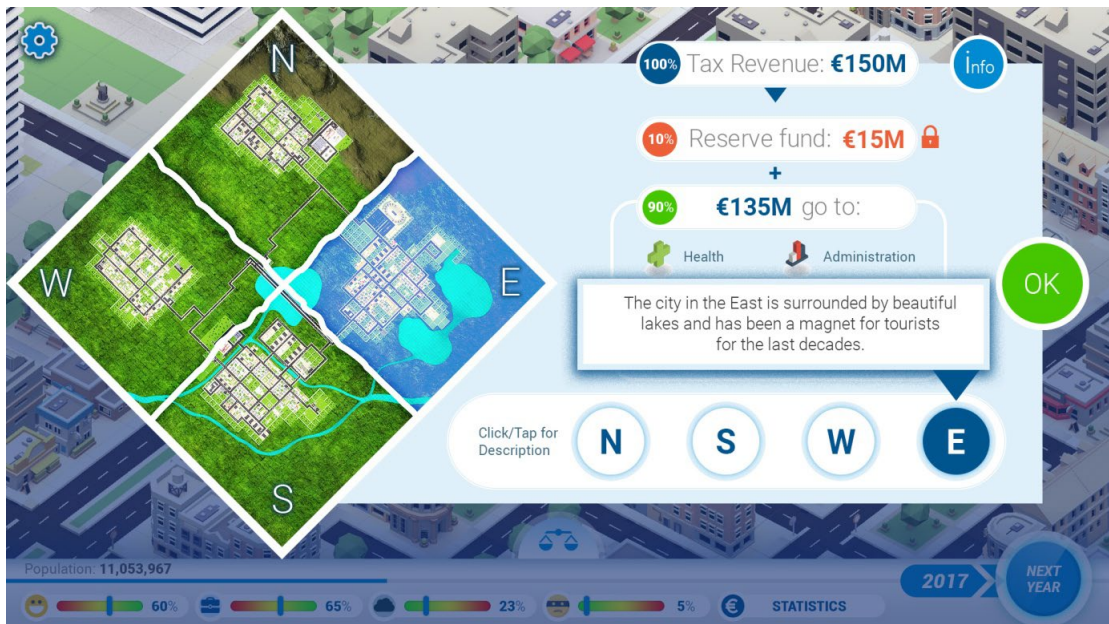 N
W
E
S
100% Tax Revenue: €150M
Info
10% Reserve fund: €15M
+
90% €135M go to:
Health
Administration
OK
The city in the East is surrounded by beautiful
lakes and has been a magnet for tourists
for the last decades.
Click/Tap for
Description
N
S
W
E
Population: 11,053,967
2017
NEXT
YEAR
60%
65%
23%
5%
€
STATISTICS